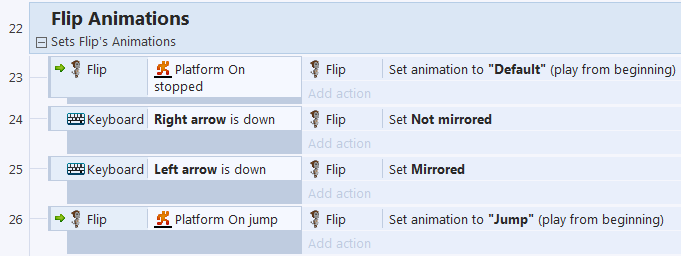 Flip Animations
22
Sets Flip's Animations
23 Flip Platform On stopped Flip Set animation to "Default" (play from beginning)
Add action
24 Keyboard Right arrow is down Flip Set Not mirrored
Add action
25 Keyboard Left arrow is down Flip Set Mirrored
Add action
26 Flip Platform On jump Flip Set animation to "Jump" (play from beginning)
Add action